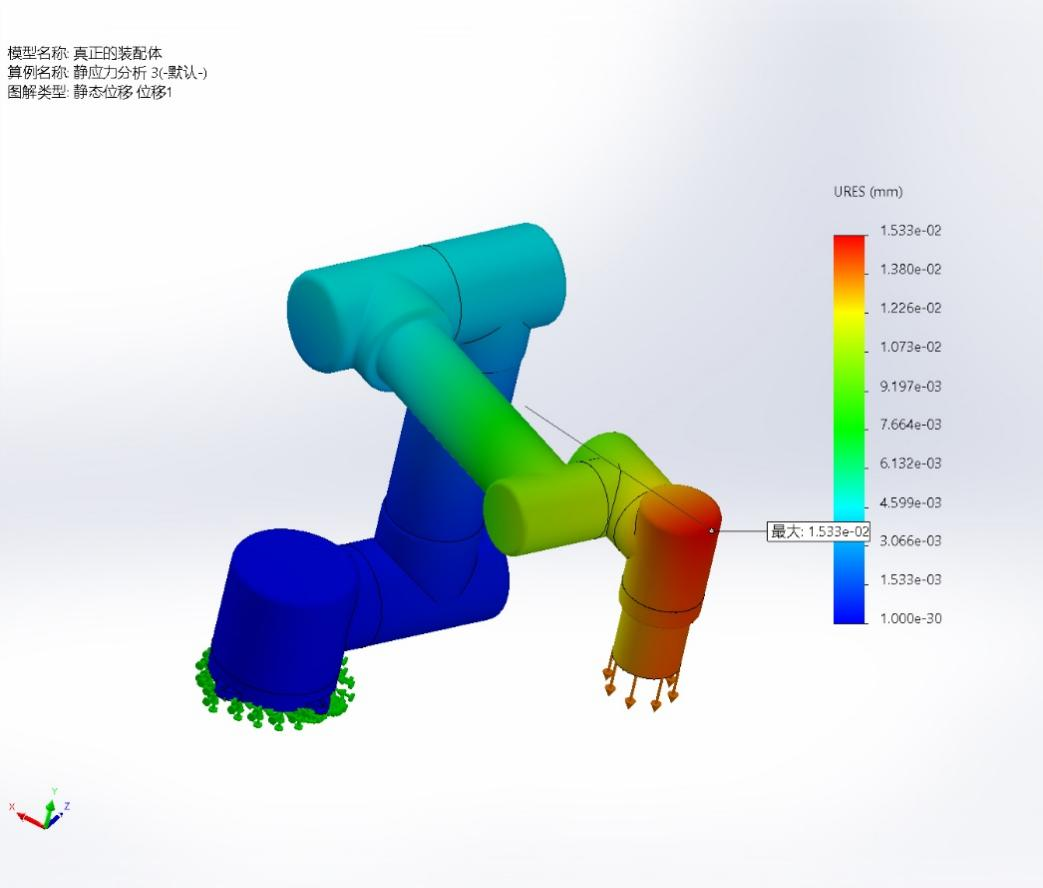 模型名称: 真正的装配体
算例名称: 静应力分析 3(-默认-)
图解类型: 静态位移 位移1
URES (mm)
1.533e-02
1.380e-02
1.226e-02
1.073e-02
9.197e-03
7.664e-03
6.132e-03
4.599e-03
最大: 1.533e-02
3.066e-03
1.533e-03
1.000e-30
Y
X
Z